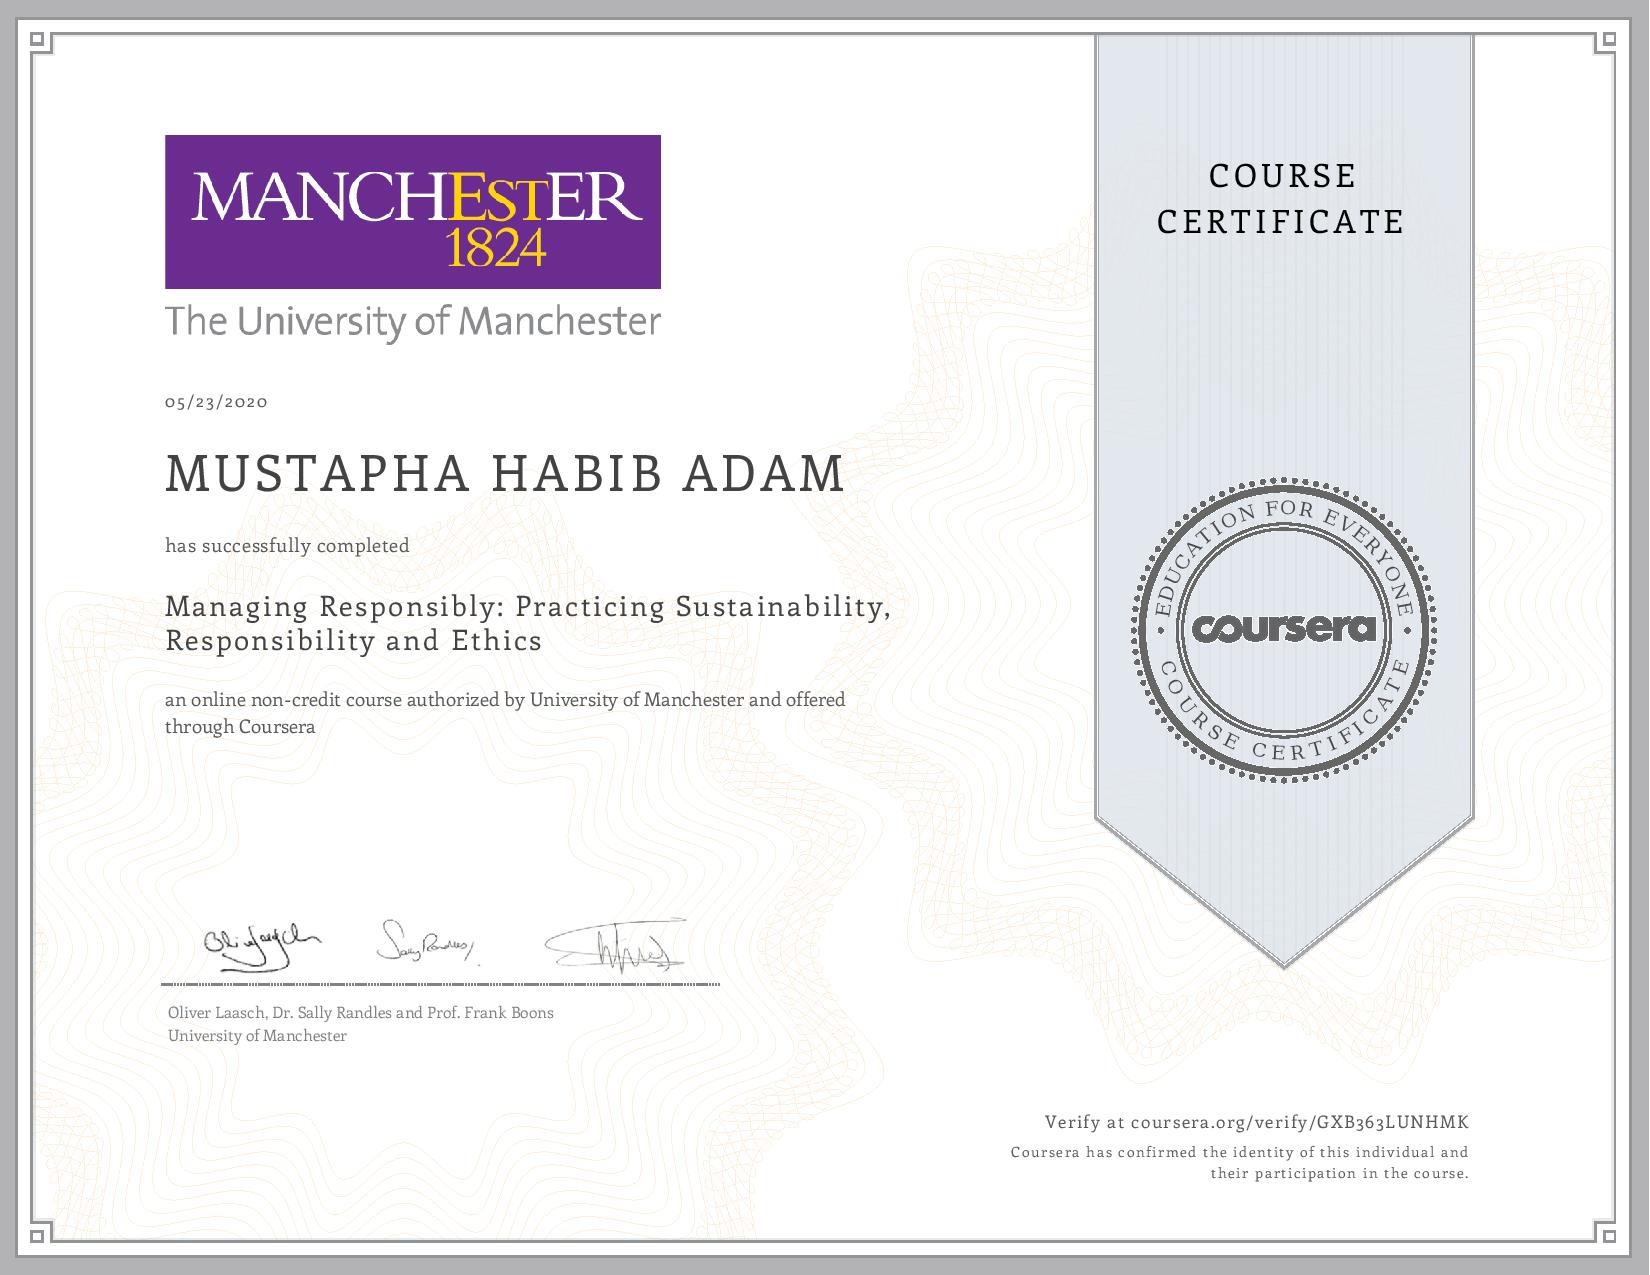 MANCHEsTER
1824
The University of Manchester
05/23/2020
MUSTAPHA HABIB ADAM
has successfully completed
Managing Responsibly: Practicing Sustainability,
Responsibility and Ethics
an online non-credit course authorized by University of Manchester and offered
through Coursera
Oliver Laasch, Dr. Sally Randles and Prof. Frank Boons
University of Manchester
COURSE
CERTIFICATE
EDUCATION FOR EVERYONE
coursera
COURSE CERTIFICATE
Verify at coursera.org/verify/GXB363LUNHMK
Coursera has confirmed the identity of this individual and
their participation in the course.